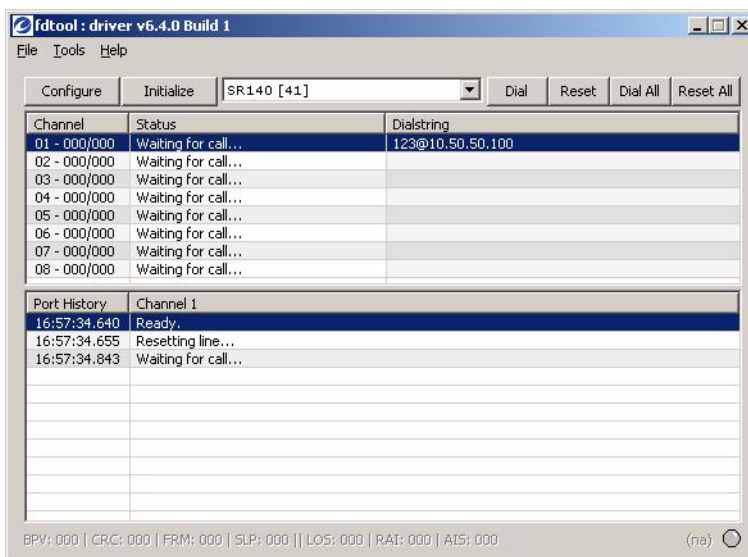 fdtool : driver v6.4.0 Build 1
File Tools Help
Configure Initialize SR140 [41] Dial Reset Dial All Reset All
Channel Status Dialstring
01 - 000/000 Waiting for call... 123@10.50.50.100
02 - 000/000 Waiting for call...
03 - 000/000 Waiting for call...
04 - 000/000 Waiting for call...
05 - 000/000 Waiting for call...
06 - 000/000 Waiting for call...
07 - 000/000 Waiting for call...
08 - 000/000 Waiting for call...
Port History Channel 1
16:57:34.640 Ready.
16:57:34.655 Resetting line...
16:57:34.843 Waiting for call...
BPV: 000 | CRC: 000 | FRM: 000 | SLP: 000 || LOS: 000 | RAI: 000 | AIS: 000 (na)